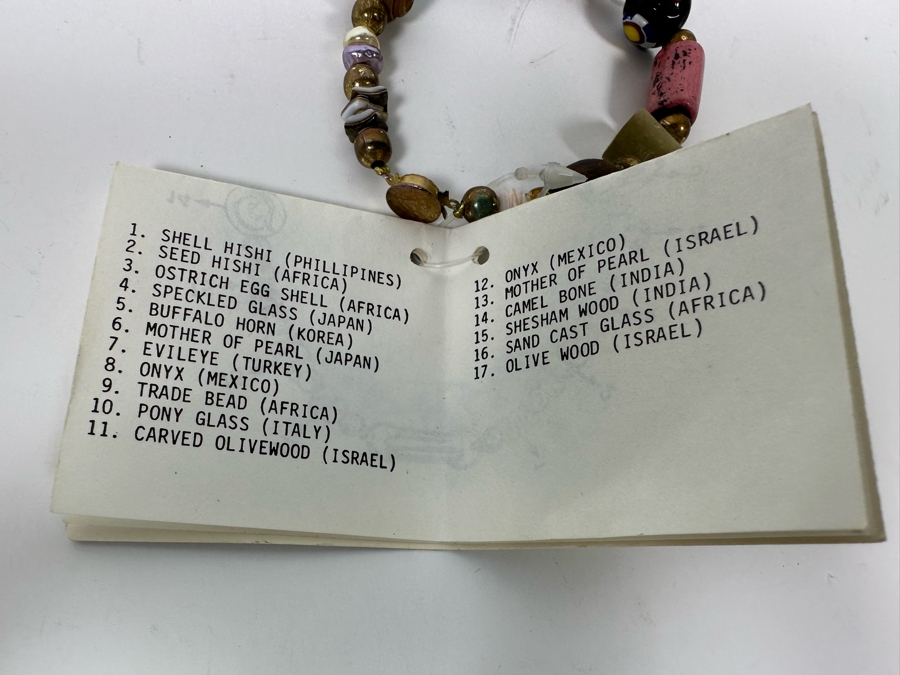 1. SHELL HISHI (PHILLIPINES)
2. SEED HISHI (AFRICA)
3. OSTRICH EGG SHELL (AFRICA)
4. SPECKLED GLASS (JAPAN)
5. BUFFALO HORN (KOREA)
6. MOTHER OF PEARL (JAPAN)
7. EVILEYE (TURKEY)
8. ONYX (MEXICO)
9. TRADE BEAD (AFRICA)
10. PONY GLASS (ITALY)
11. CARVED OLIVEWOOD (ISRAEL)
12. ONYX (MEXICO)
13. MOTHER OF PEARL (ISRAEL)
14. CAMEL BONE (INDIA)
15. SHESHAM WOOD (INDIA)
16. SAND CAST GLASS (AFRICA)
17. OLIVE WOOD (ISRAEL)